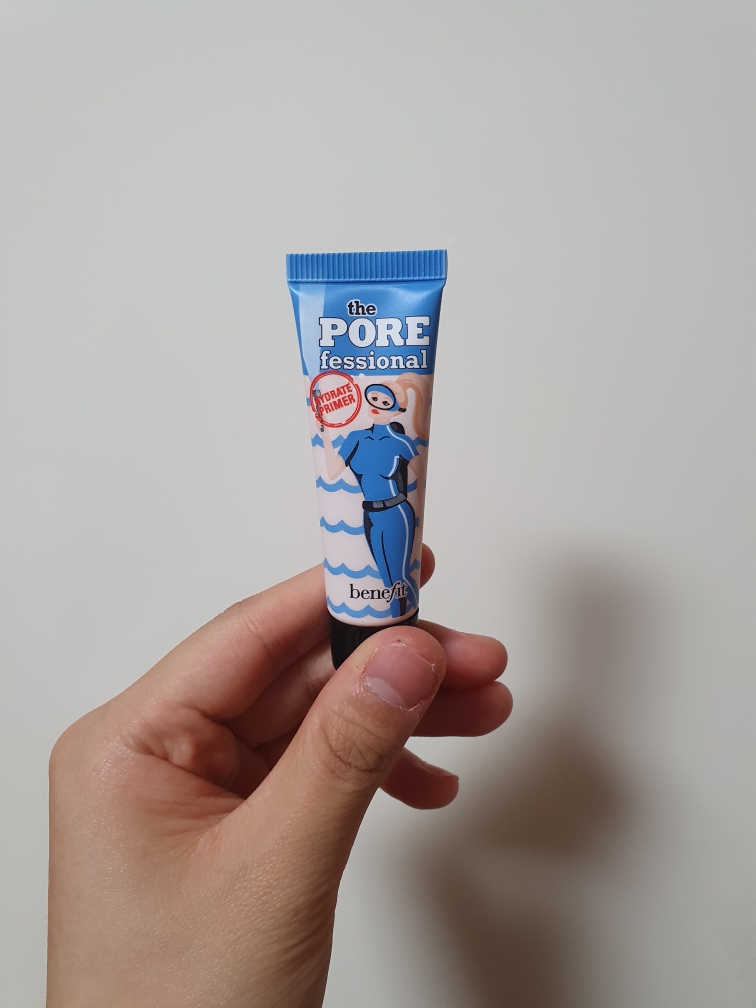 the
PORE
fessional
HYDRATE
PRIMER
benefit